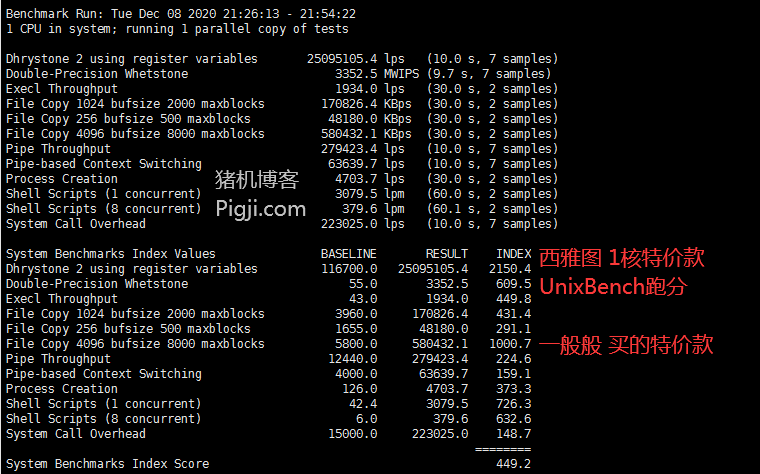 Benchmark Run: Tue Dec 08 2020 21:26:13 - 21:54:22
1 CPU in system; running 1 parallel copy of tests
Dhrystone 2 using register variables 25095105.4 lps (10.0 s, 7 samples)
Double-Precision Whetstone 3352.5 MWIPS (9.7 s, 7 samples)
Execl Throughput 1934.0 lps (30.0 s, 2 samples)
File Copy 1024 bufsize 2000 maxblocks 170826.4 KBps (30.0 s, 2 samples)
File Copy 256 bufsize 500 maxblocks 48180.0 KBps (30.0 s, 2 samples)
File Copy 4096 bufsize 8000 maxblocks 580432.1 KBps (30.0 s, 2 samples)
Pipe Throughput 279423.4 lps (10.0 s, 7 samples)
Pipe-based Context Switching 63639.7 lps (10.0 s, 7 samples)
Process Creation 4703.7 lps (30.0 s, 2 samples)
Shell Scripts (1 concurrent) 3079.5 lpm (60.0 s, 2 samples)
Shell Scripts (8 concurrent) 379.6 lpm (60.1 s, 2 samples)
System Call Overhead 223025.0 lps (10.0 s, 7 samples)
猪机博客
Pigji.com
System Benchmarks Index Values BASELINE RESULT INDEX
Dhrystone 2 using register variables 116700.0 25095105.4 2150.4
Double-Precision Whetstone 55.0 3352.5 609.5
Execl Throughput 43.0 1934.0 449.8
File Copy 1024 bufsize 2000 maxblocks 3960.0 170826.4 431.4
File Copy 256 bufsize 500 maxblocks 1655.0 48180.0 291.1
File Copy 4096 bufsize 8000 maxblocks 5800.0 580432.1 1000.7
Pipe Throughput 12440.0 279423.4 224.6
Pipe-based Context Switching 4000.0 63639.7 159.1
Process Creation 126.0 4703.7 373.3
Shell Scripts (1 concurrent) 42.4 3079.5 726.3
Shell Scripts (8 concurrent) 6.0 379.6 632.6
System Call Overhead 15000.0 223025.0 148.7
========
System Benchmarks Index Score 449.2
西雅图 1核特价款
UnixBench跑分
一般般 买的特价款